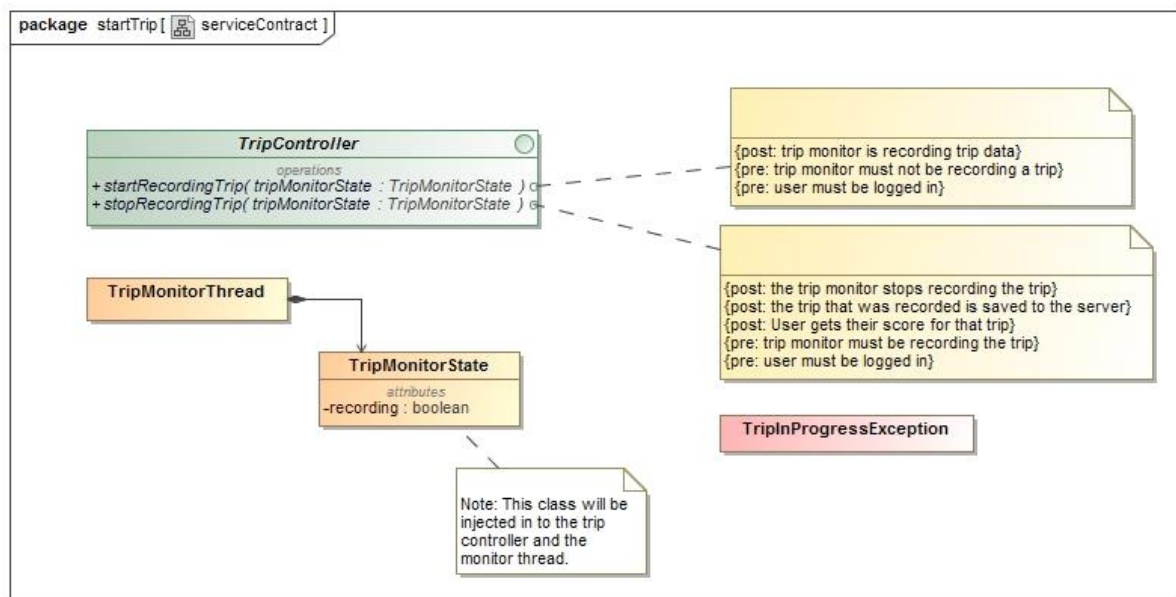 package startTrip [ serviceContract ]
TripController
operations
+ startRecordingTrip( tripMonitorState : TripMonitorState )
+ stopRecordingTrip( tripMonitorState : TripMonitorState )
{post: trip monitor is recording trip data}
{pre: trip monitor must not be recording a trip}
{pre: user must be logged in}
{post: the trip monitor stops recording the trip}
{post: the trip that was recorded is saved to the server}
{post: User gets their score for that trip}
{pre: trip monitor must be recording the trip}
{pre: user must be logged in}
TripMonitorThread
TripMonitorState
attributes
-recording : boolean
TripInProgressException
Note: This class will be
injected in to the trip
controller and the
monitor thread.